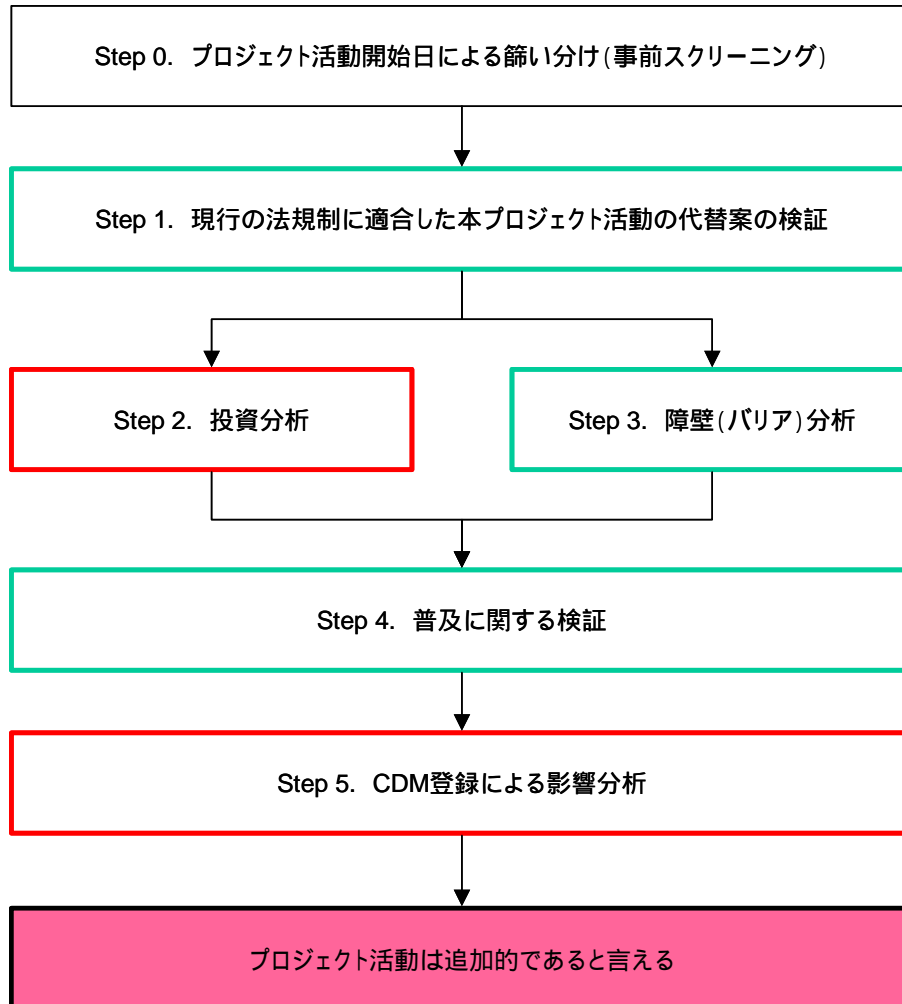 Step 0. プロジェクト活動開始日による篩い分け(事前スクリーニング)
Step 1. 現行の法規制に適合した本プロジェクト活動の代替案の検証
Step 2. 投資分析
Step 3. 障壁(バリア)分析
Step 4. 普及に関する検証
Step 5. CDM登録による影響分析
プロジェクト活動は追加的であると言える